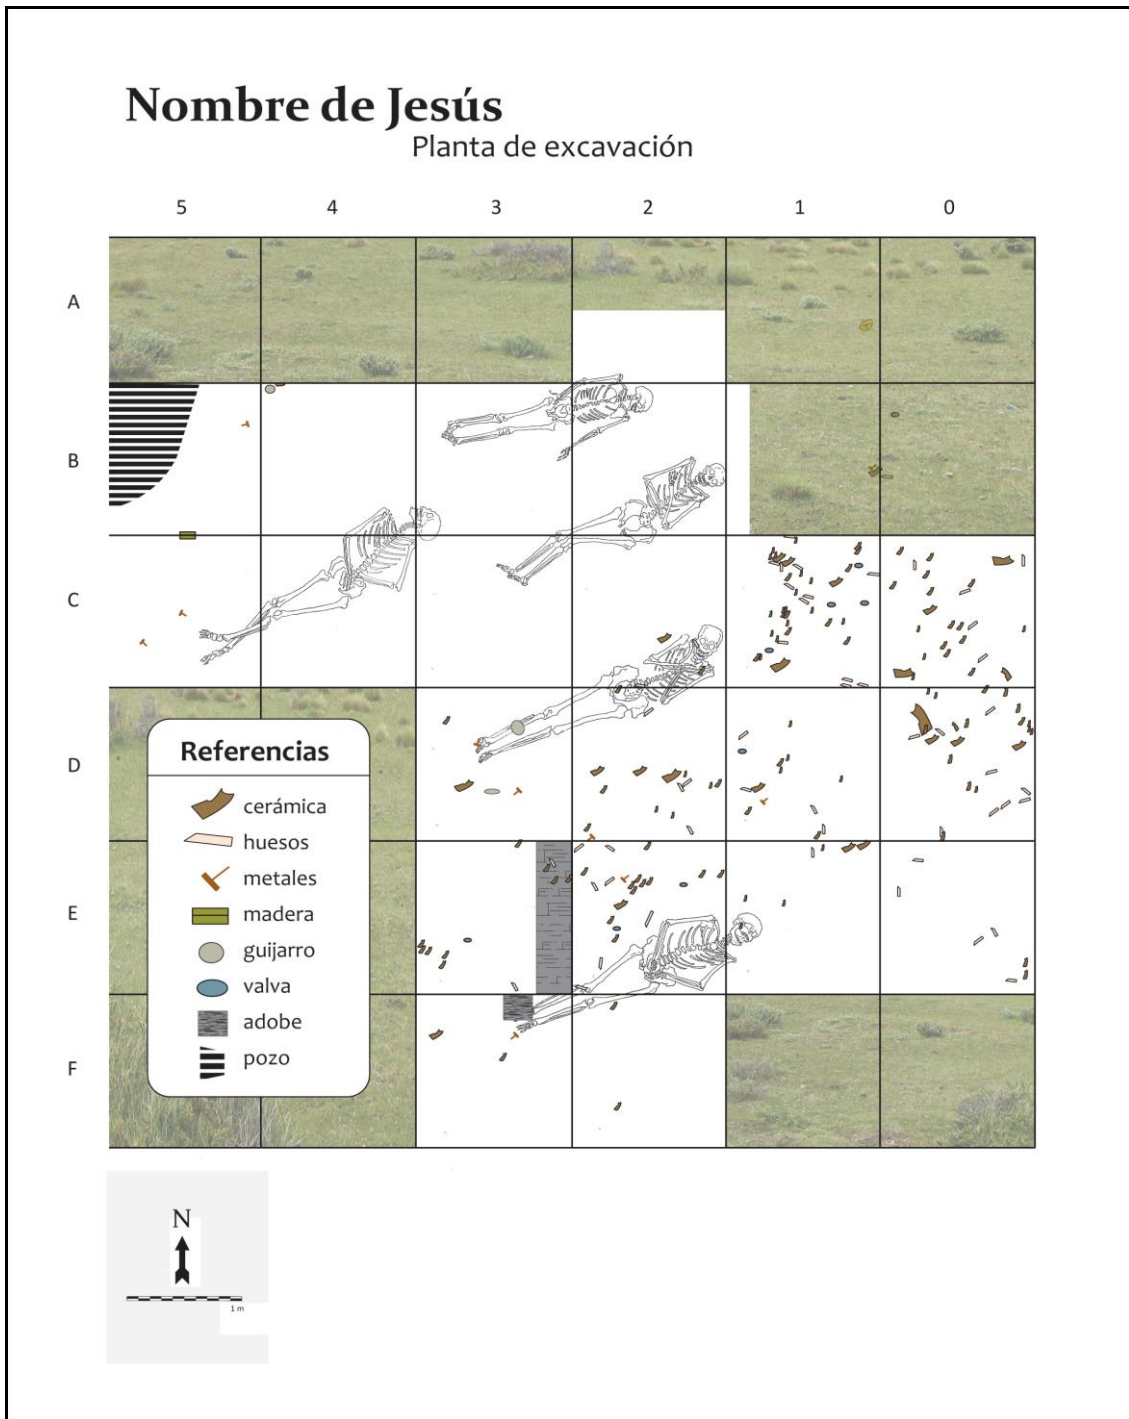 Nombre de Jesús
Planta de excavación
5 4 3 2 1 0
A
B
C
D
E
F
Referencias
cerámica
huesos
metales
madera
guijarro
valva
adobe
pozo
N
1 m